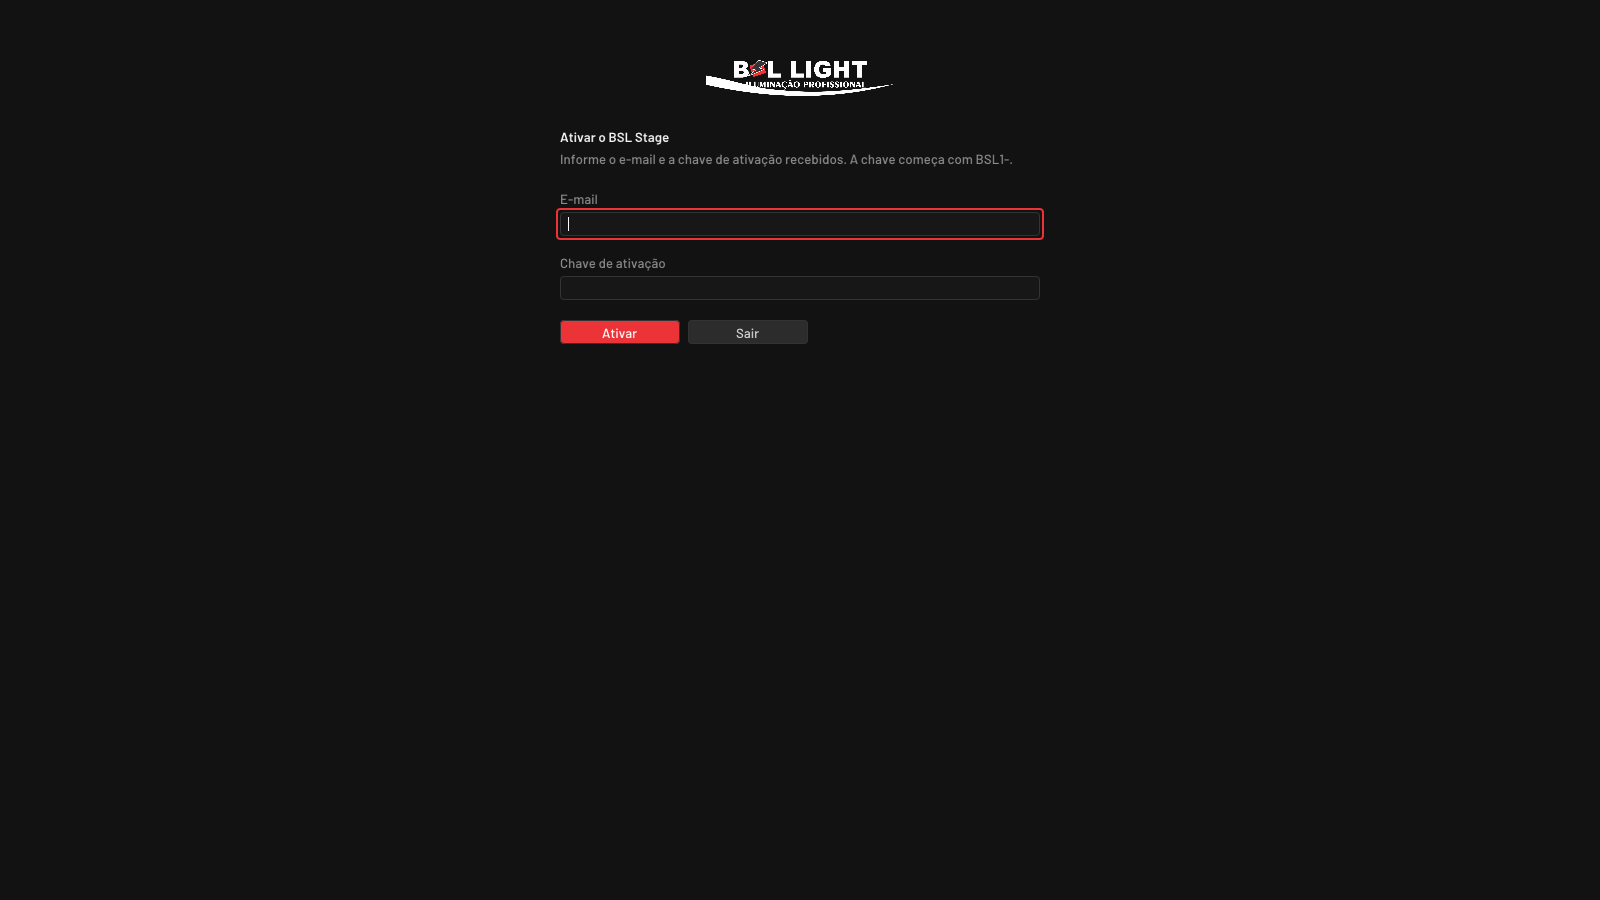 BSL LIGHT
ILUMINAÇÃO PROFISSIONAL
Ativar o BSL Stage
Informe o e-mail e a chave de ativação recebidos. A chave começa com BSL1-.
E-mail
Chave de ativação
Ativar
Sair